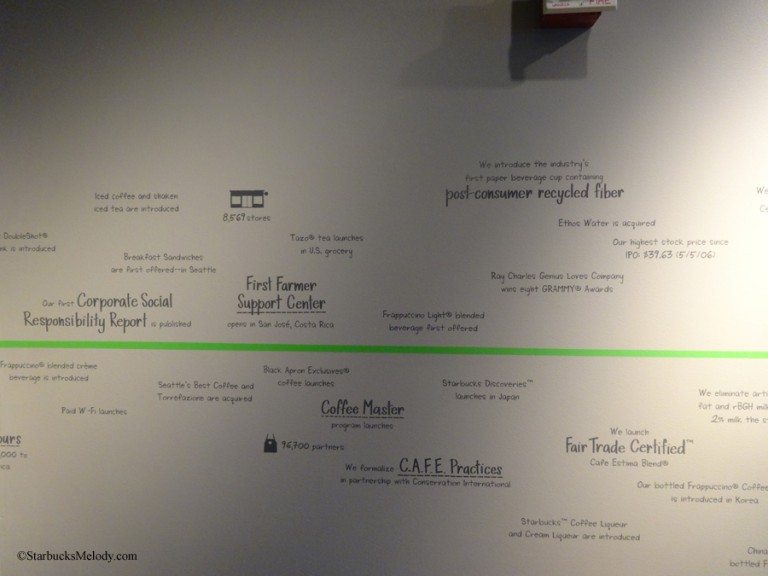 FIRE
We introduce the industry's
first paper beverage cup containing
post-consumer recycled fiber
We
Iced coffee and shaken
iced tea are introduced
8,569 stores
Ce
Ethos Water is acquired
DoubleShot®
nk is introduced
Tazo® tea launches
in U.S. grocery
Our highest stock price since
IPO: $39.63 (5/5/06)
Breakfast Sandwiches
are first offered--in Seattle
Ray Charles Genius Loves Company
wins eight GRAMMY® Awards
First Farmer
Support Center
opens in San José, Costa Rica
Our first Corporate Social
Responsibility Report is published
Frappuccino Light® blended
beverage first offered
Frappuccino® blended crème
beverage is introduced
Black Apron Exclusives®
coffee launches
Seattle's Best Coffee and
Torrefazione are acquired
Starbucks Discoveries™
launches in Japan
We eliminate arti
fat and rBGH milk
2% milk the s
Paid Wi-Fi launches
Coffee Master
program launches
ours
,000 to
ica
96,700 partners
We launch
Fair Trade Certified™
Cafe Estima Blend®
We formalize C.A.F.E. Practices
in partnership with Conservation International
Our bottled Frappuccino® Coffee
is introduced in Korea
Starbucks™ Coffee Liqueur
and Cream Liqueur are introduced
China
bottled F
©StarbucksMelody.com